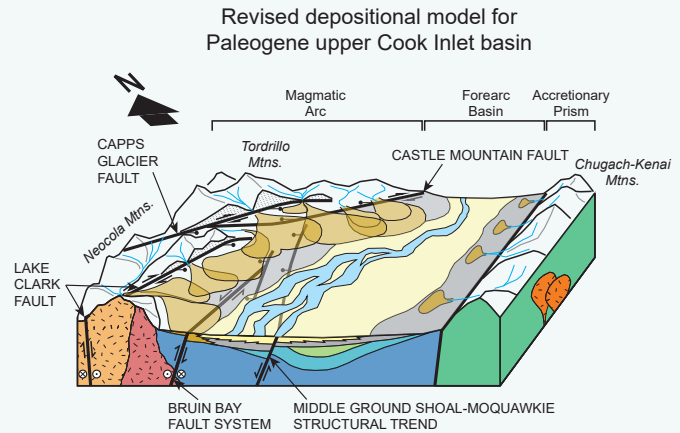 Revised depositional model for
Paleogene upper Cook Inlet basin
N
Magmatic
Arc
Forearc
Basin
Accretionary
Prism
CAPPS
GLACIER
FAULT
Tordrillo
Mtns.
CASTLE MOUNTAIN FAULT
Chugach-Kenai
Mtns.
Neocola Mtns.
LAKE
CLARK
FAULT
BRUIN BAY
FAULT SYSTEM
MIDDLE GROUND SHOAL-MOQUAWKIE
STRUCTURAL TREND